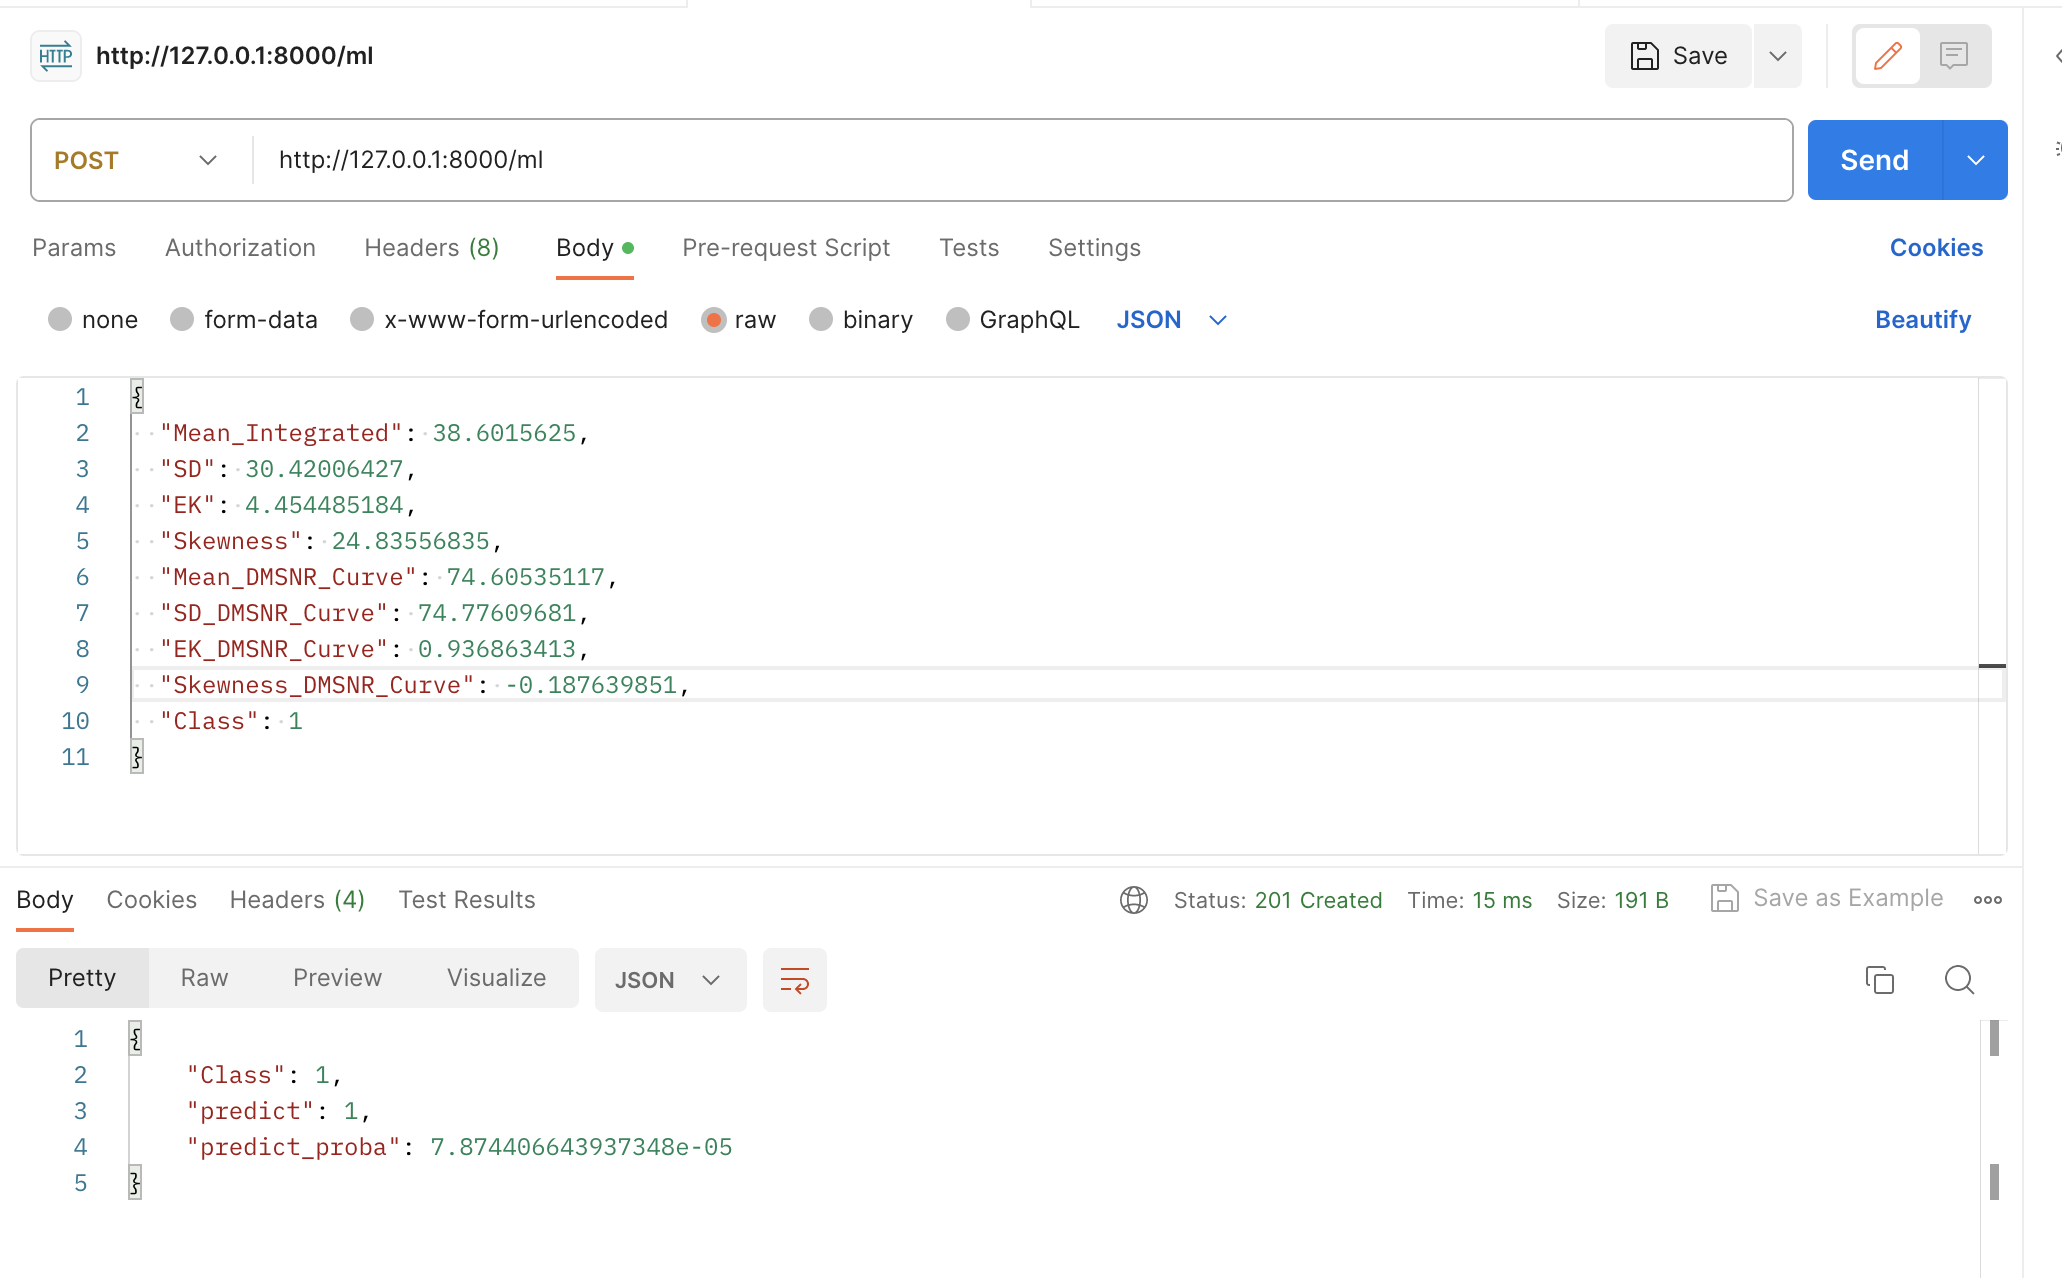 HTTP http://127.0.0.1:8000/ml Save
POST http://127.0.0.1:8000/ml Send
Params Authorization Headers (8) Body Pre-request Script Tests Settings Cookies
none form-data x-www-form-urlencoded raw binary GraphQL JSON Beautify
1 {
2 "Mean_Integrated": 38.6015625,
3 "SD": 30.42006427,
4 "EK": 4.454485184,
5 "Skewness": 24.83556835,
6 "Mean_DMSNR_Curve": 74.60535117,
7 "SD_DMSNR_Curve": 74.77609681,
8 "EK_DMSNR_Curve": 0.936863413,
9 "Skewness_DMSNR_Curve": -0.187639851,
10 "Class": 1
11 }
Body Cookies Headers (4) Test Results Status: 201 Created Time: 15 ms Size: 191 B Save as Example
Pretty Raw Preview Visualize JSON
1 {
2 "Class": 1,
3 "predict": 1,
4 "predict_proba": 7.874406643937348e-05
5 }